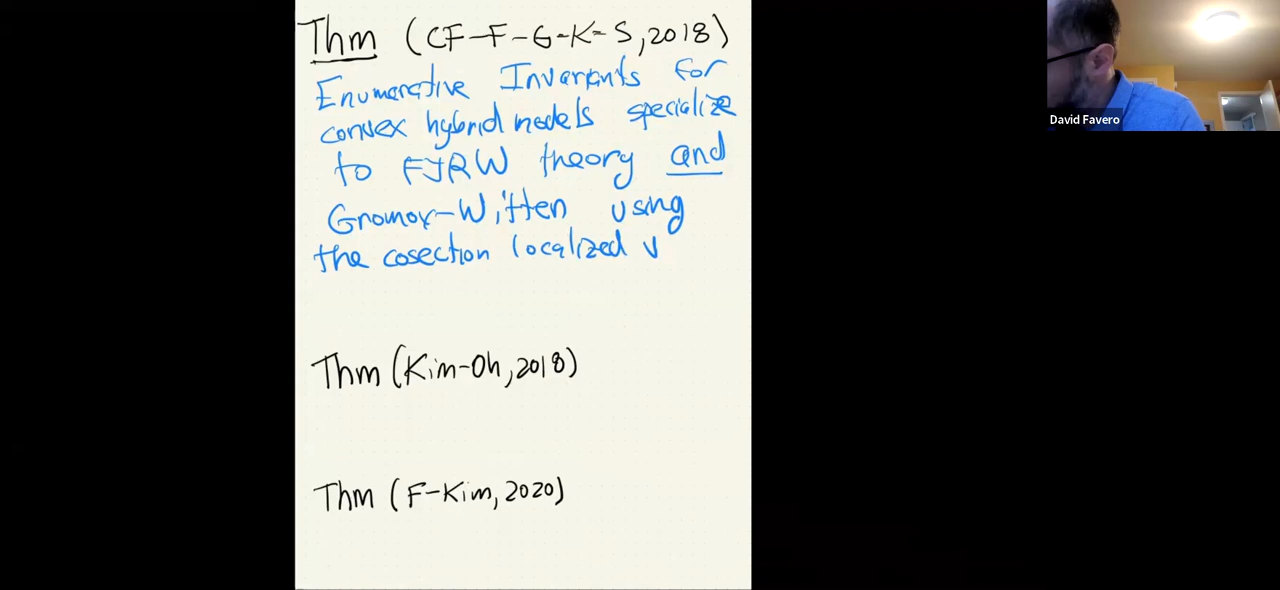 Thm (CF-F-G-K-S, 2018)
Enumerative Invariants for
convex hybrid models specialize
to FJRW theory and
Gromov-Witten using
the cosection localized v
Thm (Kim-Oh, 2018)
Thm (F-Kim, 2020)
David Favero